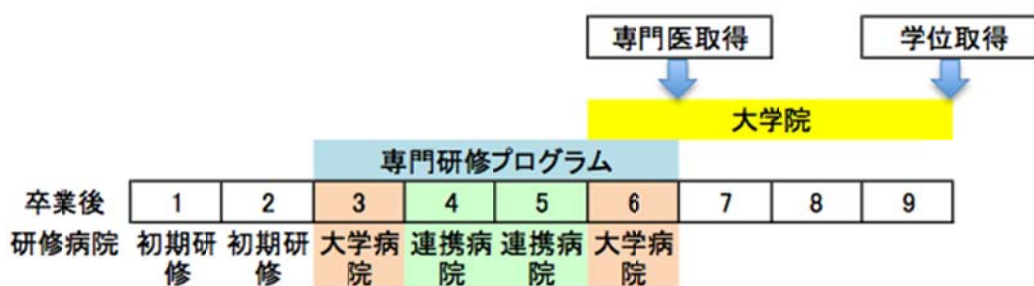 専門医取得 学位取得
大学院
専門研修プログラム
卒業後 1 2 3 4 5 6 7 8 9
研修病院 初期研修 初期研修 大学病院 連携病院 連携病院 大学病院